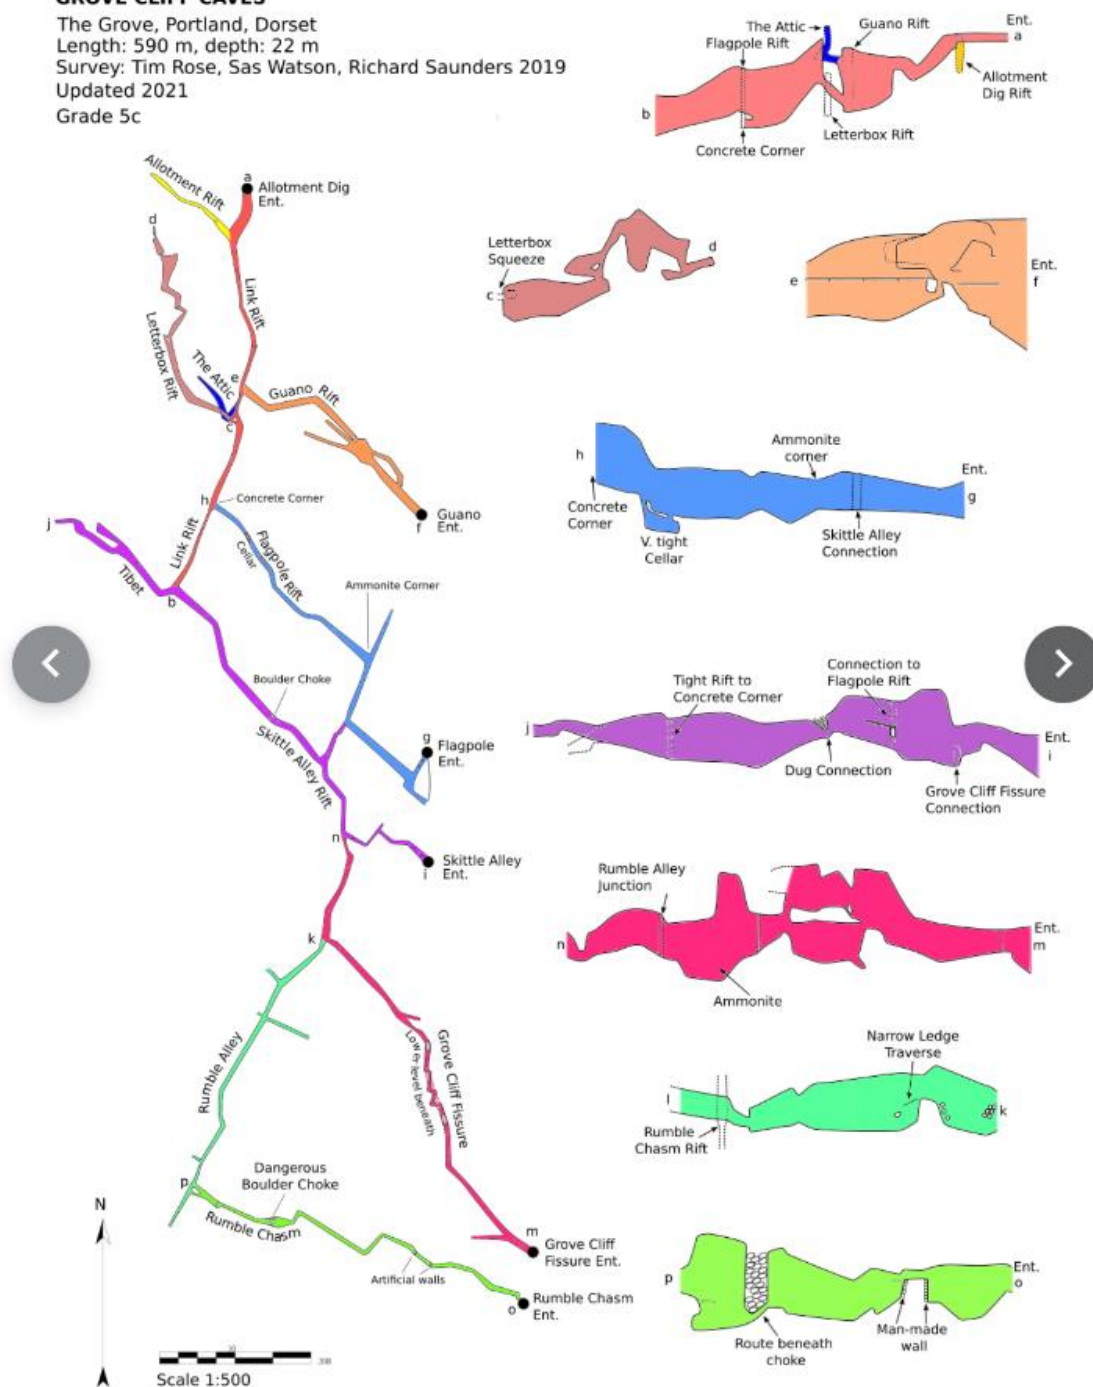 GROVE CLIFF CAVES
The Grove, Portland, Dorset
Length: 590 m, depth: 22 m
Survey: Tim Rose, Sas Watson, Richard Saunders 2019
Updated 2021
Grade 5c
Allotment Rift
a
Allotment Dig
Ent.
d
Link Rift
Letterbox Rift
The Attic
e
Guano Rift
c
h
Concrete Corner
f
Guano
Ent.
j
Link Rift
Cellar
Flagpole Rift
Tibet
b
Ammonite Corner
Boulder Choke
Skittle Alley Rift
g
Flagpole
Ent.
n
Skittle Alley
Ent.
i
k
Rumble Alley
Lower level beneath
Grove Cliff Fissure
p
Dangerous
Boulder Choke
Rumble Chasm
Artificial walls
m
Grove Cliff
Fissure Ent.
o
Rumble Chasm
Ent.
N
Scale 1:500
The Attic
Flagpole Rift
Guano Rift
Ent.
a
Allotment
Dig Rift
b
Letterbox Rift
Concrete Corner
Letterbox
Squeeze
c
d
e
Ent.
f
h
Ammonite
corner
Ent.
g
Concrete
Corner
V. tight
Cellar
Skittle Alley
Connection
j
Tight Rift to
Concrete Corner
Connection to
Flagpole Rift
Ent.
i
Dug Connection
Grove Cliff Fissure
Connection
Rumble Alley
Junction
n
Ent.
m
Ammonite
Narrow Ledge
Traverse
l
k
Rumble
Chasm Rift
p
Ent.
o
Route beneath
choke
Man-made
wall